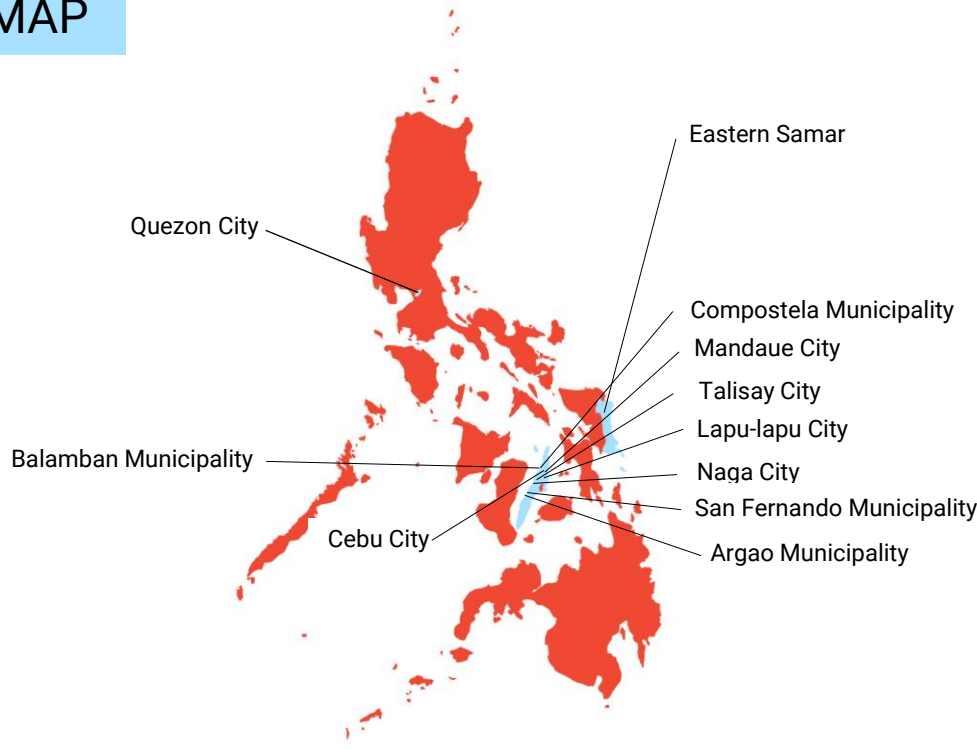 MAP
Eastern Samar
Quezon City
Compostela Municipality
Mandaue City
Talisay City
Lapu-lapu City
Balamban Municipality
Naga City
San Fernando Municipality
Cebu City
Argao Municipality